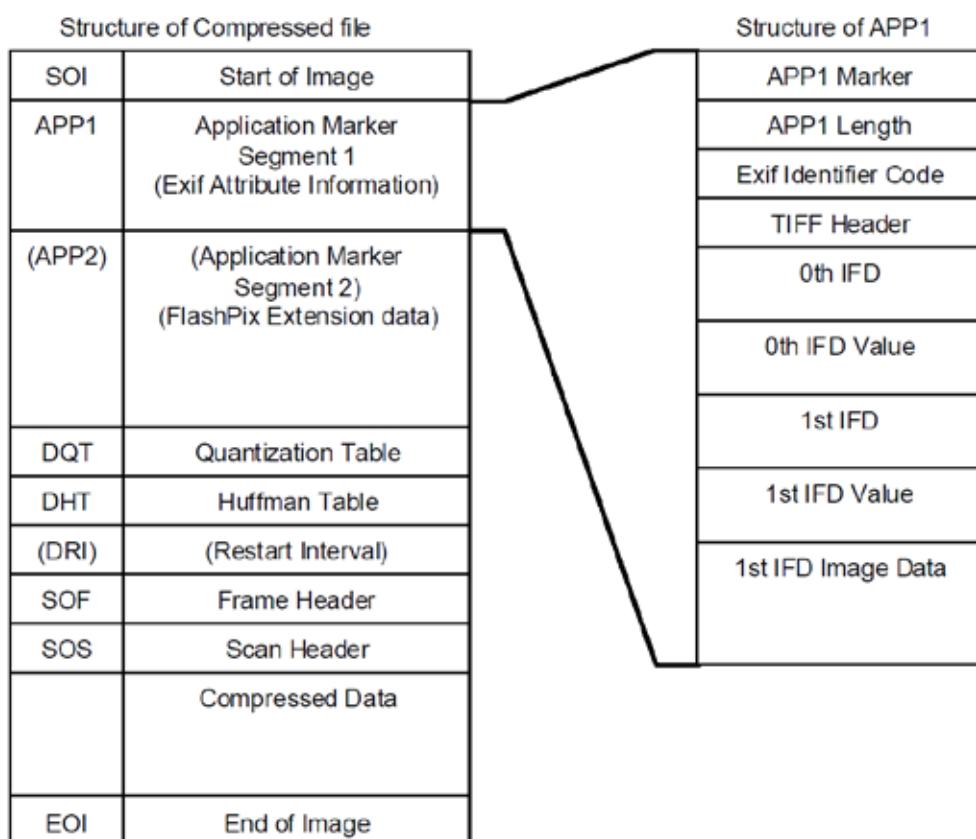 Structure of Compressed file
SOI Start of Image
APP1 Application Marker
Segment 1
(Exif Attribute Information)
(APP2) (Application Marker
Segment 2)
(FlashPix Extension data)
DQT Quantization Table
DHT Huffman Table
(DRI) (Restart Interval)
SOF Frame Header
SOS Scan Header
Compressed Data
EOI End of Image
Structure of APP1
APP1 Marker
APP1 Length
Exif Identifier Code
TIFF Header
0th IFD
0th IFD Value
1st IFD
1st IFD Value
1st IFD Image Data